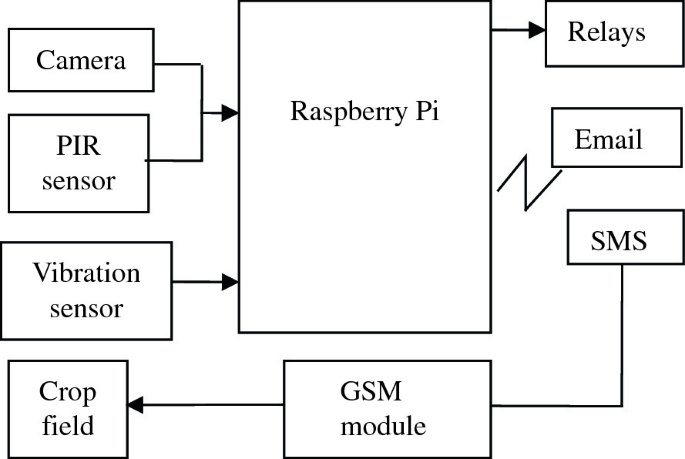 Camera
PIR
sensor
Vibration
sensor
Crop
field
Raspberry Pi
GSM
module
Relays
Email
SMS